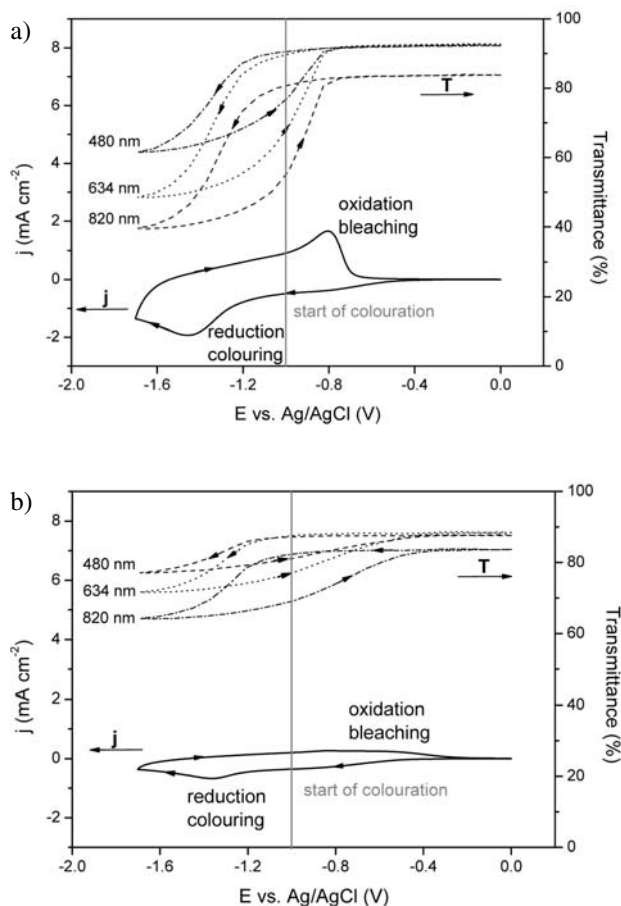 a)
100
80
60
40
20
0
Transmittance (%)
8
6
4
2
0
-2
j (mA cm⁻²)
T
480 nm
634 nm
820 nm
oxidation
bleaching
j
start of colouration
reduction
colouring
-2.0 -1.6 -1.2 -0.8 -0.4 0.0
E vs. Ag/AgCl (V)
b)
100
80
60
40
20
0
Transmittance (%)
8
6
4
2
0
-2
j (mA cm⁻²)
480 nm
634 nm
820 nm
T
oxidation
bleaching
j
reduction
colouring
start of colouration
-2.0 -1.6 -1.2 -0.8 -0.4 0.0
E vs. Ag/AgCl (V)